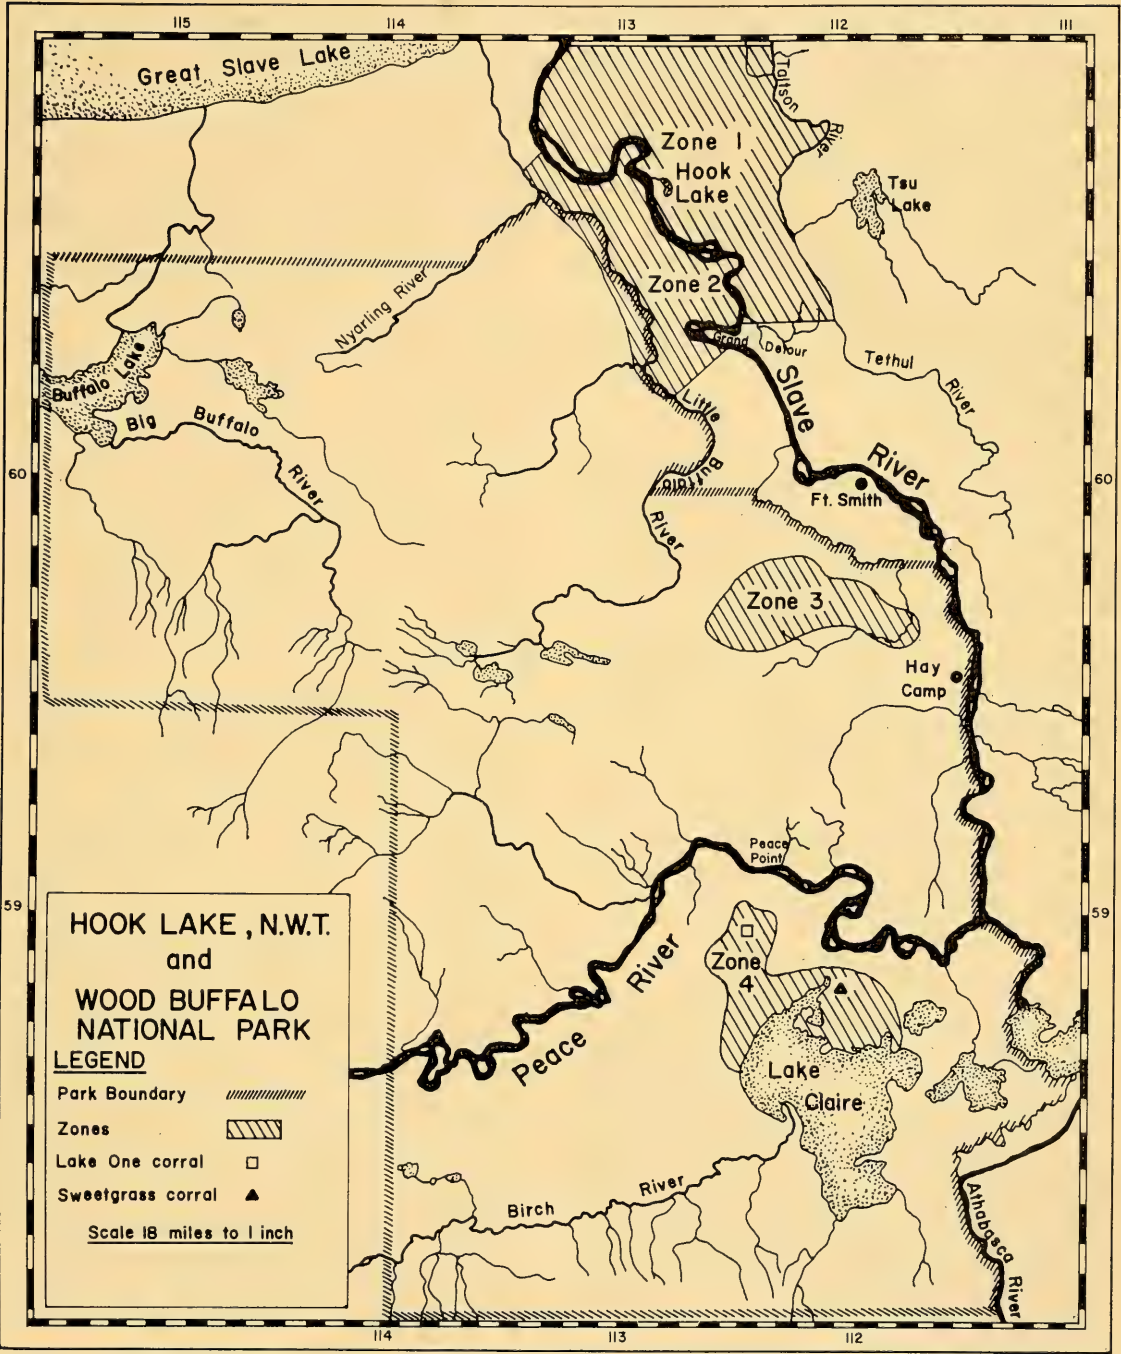 115 114 113 112 111
Great Slave Lake
Taltson
River
Zone 1
Hook
Lake
Tsu
Lake
Zone 2
Nyarling River
Grand
Detour
Tethul
River
Buffalo Lake
Big Buffalo
River
Little
Buffalo
River
Slave
River
60
60
Ft. Smith
Zone 3
Hay
Camp
Peace
Point
59
59
Zone
4
Peace River
Lake
Claire
Birch River
Athabasca River
HOOK LAKE, N.W.T.
and
WOOD BUFFALO
NATIONAL PARK
LEGEND
Park Boundary
Zones
Lake One corral
Sweetgrass corral
Scale 18 miles to 1 inch
114 113 112